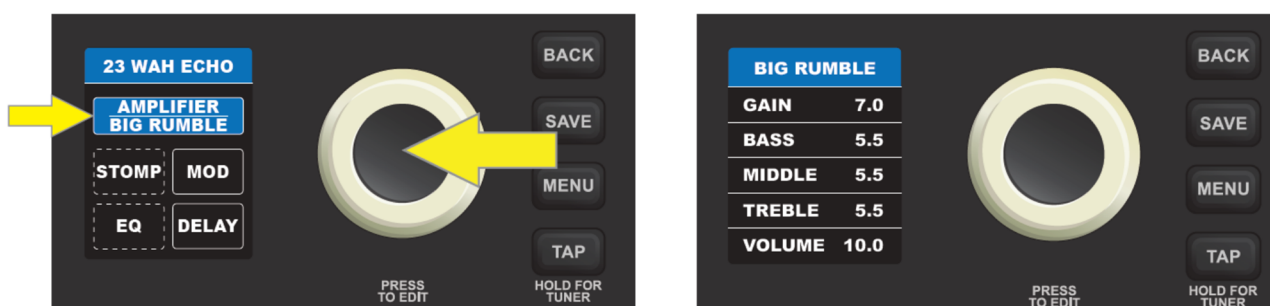 23 WAH ECHO
AMPLIFIER
BIG RUMBLE
STOMP MOD
EQ DELAY
BACK
SAVE
MENU
TAP
PRESS
TO EDIT
HOLD FOR
TUNER
BIG RUMBLE
GAIN 7.0
BASS 5.5
MIDDLE 5.5
TREBLE 5.5
VOLUME 10.0
BACK
SAVE
MENU
TAP
PRESS
TO EDIT
HOLD FOR
TUNER